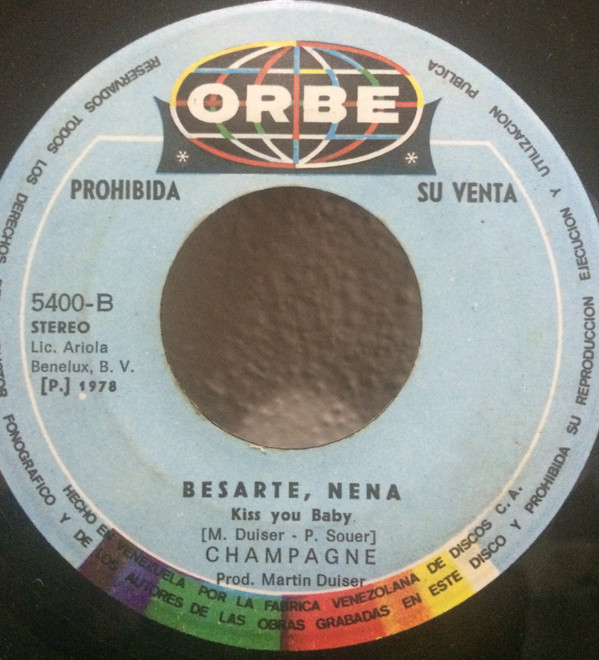 ORBE
* *
PROHIBIDA SU VENTA
5400-B
STEREO
Lic. Ariola
Benelux, B. V.
[P.] 1978
BESARTE, NENA
Kiss you Baby
[M. Duiser - P. Souer]
CHAMPAGNE
Prod. Martin Duiser
HECHO EN VENEZUELA POR LA FABRICA VENEZOLANA DE DISCOS C. A.
RESERVADOS TODOS LOS DERECHOS FONOGRAFICO Y DE LOS AUTORES DE LAS OBRAS GRABADAS EN ESTE DISCO Y PROHIBIDA SU REPRODUCCION EJECUCION Y UTILIZACION PUBLICA